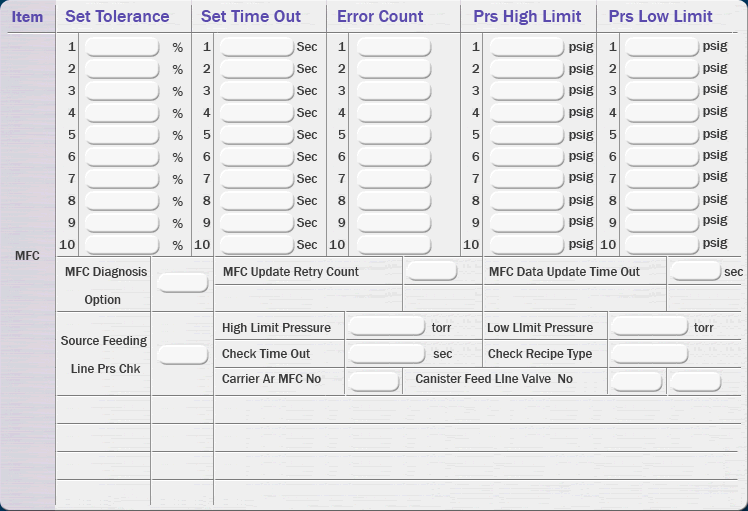 Item Set Tolerance Set Time Out Error Count Prs High Limit Prs Low Limit
1 % 1 Sec 1 1 psig 1 psig
2 % 2 Sec 2 2 psig 2 psig
3 % 3 Sec 3 3 psig 3 psig
4 % 4 Sec 4 4 psig 4 psig
5 % 5 Sec 5 5 psig 5 psig
6 % 6 Sec 6 6 psig 6 psig
7 % 7 Sec 7 7 psig 7 psig
8 % 8 Sec 8 8 psig 8 psig
9 % 9 Sec 9 9 psig 9 psig
10 % 10 Sec 10 10 psig 10 psig
MFC
MFC Diagnosis MFC Update Retry Count MFC Data Update Time Out sec
Option
High Limit Pressure torr Low LImit Pressure torr
Source Feeding
Check Time Out sec Check Recipe Type
Line Prs Chk
Carrier Ar MFC No Canister Feed LIne Valve No